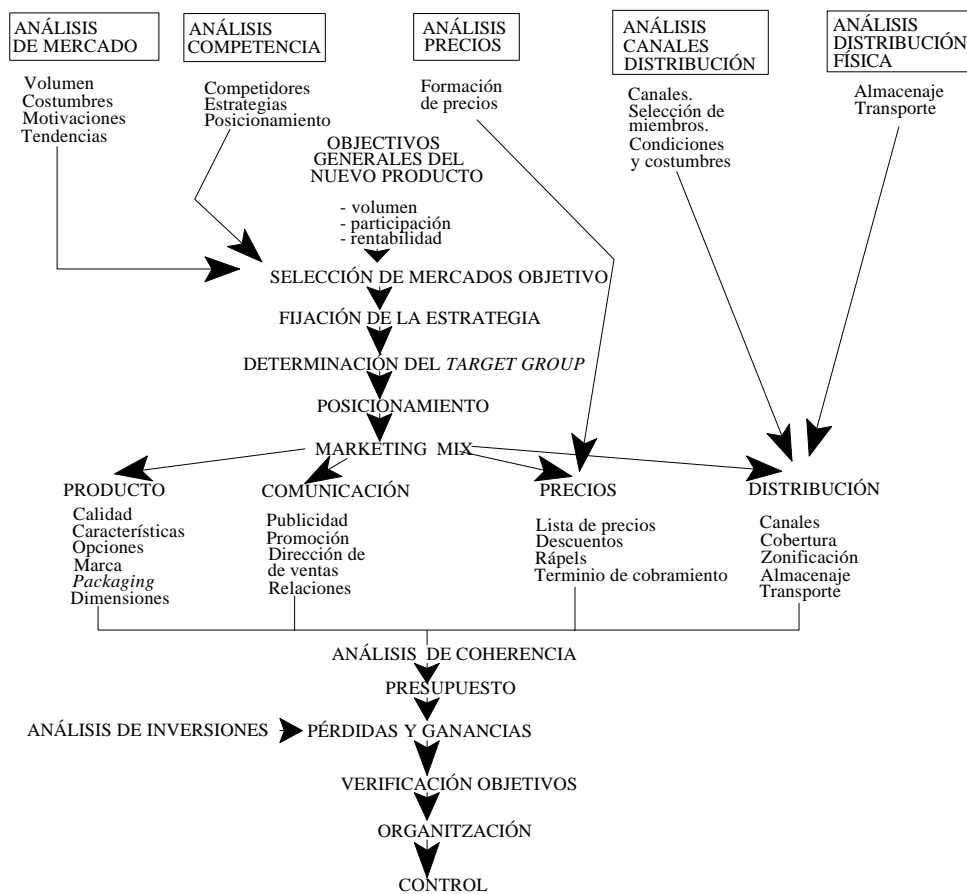 ANÁLISIS
DE MERCADO
Volumen
Costumbres
Motivaciones
Tendencias
ANÁLISIS
COMPETENCIA
Competidores
Estrategias
Posicionamiento
ANÁLISIS
PRECIOS
Formación
de precios
ANÁLISIS
CANALES
DISTRIBUCIÓN
Canales.
Selección de
miembros.
Condiciones
y costumbres
ANÁLISIS
DISTRIBUCIÓN
FÍSICA
Almacenaje
Transporte
OBJECTIVOS
GENERALES DEL
NUEVO PRODUCTO
- volumen
- participación
- rentabilidad
SELECCIÓN DE MERCADOS OBJETIVO
FIJACIÓN DE LA ESTRATEGIA
DETERMINACIÓN DEL TARGET GROUP
POSICIONAMIENTO
MARKETING MIX
PRODUCTO
Calidad
Características
Opciones
Marca
Packaging
Dimensiones
COMUNICACIÓN
Publicidad
Promoción
Dirección de
de ventas
Relaciones
PRECIOS
Lista de precios
Descuentos
Rápels
Terminio de cobramiento
DISTRIBUCIÓN
Canales
Cobertura
Zonificación
Almacenaje
Transporte
ANÁLISIS DE COHERENCIA
PRESUPUESTO
ANÁLISIS DE INVERSIONES
PÉRDIDAS Y GANANCIAS
VERIFICACIÓN OBJETIVOS
ORGANITZACIÓN
CONTROL